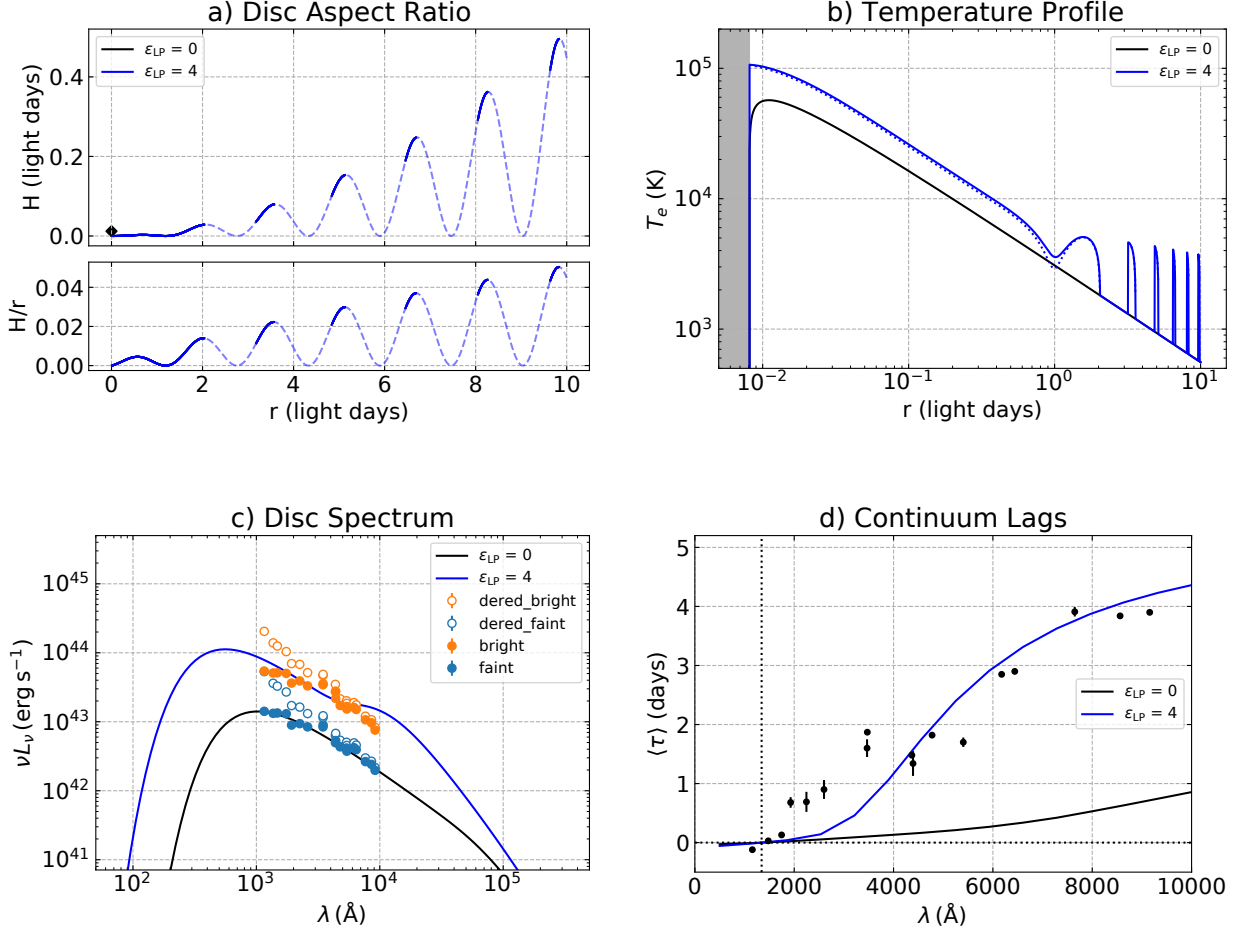 a) Disc Aspect Ratio
H (light days)
0.4
0.2
0.0
ε_LP = 0
ε_LP = 4
H/r
0.04
0.02
0.00
0 2 4 6 8 10
r (light days)
b) Temperature Profile
T_e (K)
10^5
10^4
10^3
ε_LP = 0
ε_LP = 4
10^−2 10^−1 10^0 10^1
r (light days)
c) Disc Spectrum
νL_ν (erg s^−1)
10^45
10^44
10^43
10^42
10^41
ε_LP = 0
ε_LP = 4
dered_bright
dered_faint
bright
faint
10^2 10^3 10^4 10^5
λ (Å)
d) Continuum Lags
⟨τ⟩ (days)
5
4
3
2
1
0
ε_LP = 0
ε_LP = 4
0 2000 4000 6000 8000 10000
λ (Å)